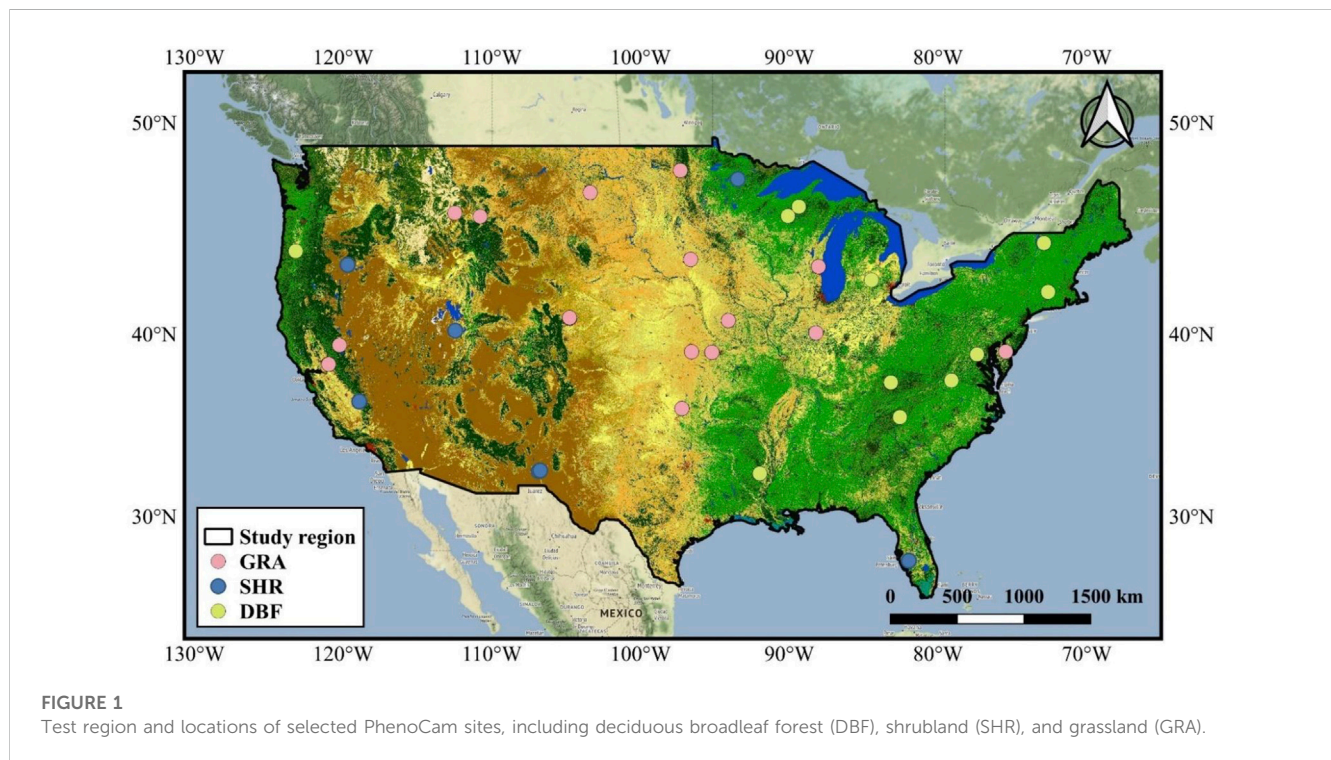 130°W 120°W 110°W 100°W 90°W 80°W 70°W
50°N 50°N
40°N 40°N
30°N 30°N
MEXICO
Study region
GRA
SHR
DBF
0 500 1000 1500 km
130°W 120°W 110°W 100°W 90°W 80°W 70°W
FIGURE 1
Test region and locations of selected PhenoCam sites, including deciduous broadleaf forest (DBF), shrubland (SHR), and grassland (GRA).